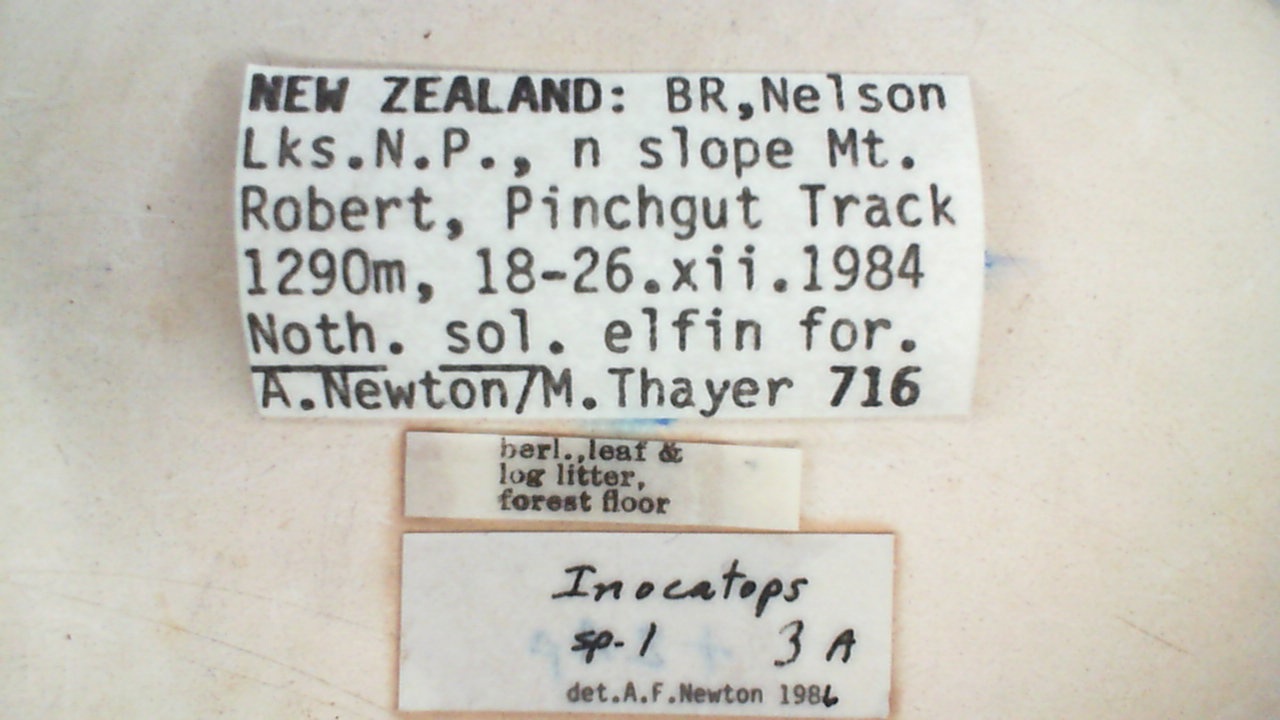 NEW ZEALAND: BR,Nelson
Lks.N.P., n slope Mt.
Robert, Pinchgut Track
1290m, 18-26.xii.1984
Noth. sol. elfin for.
A.Newton/M.Thayer 716
berl.,leaf &
log litter,
forest floor
Inocatops
sp-1 3 A
det.A.F.Newton 1986